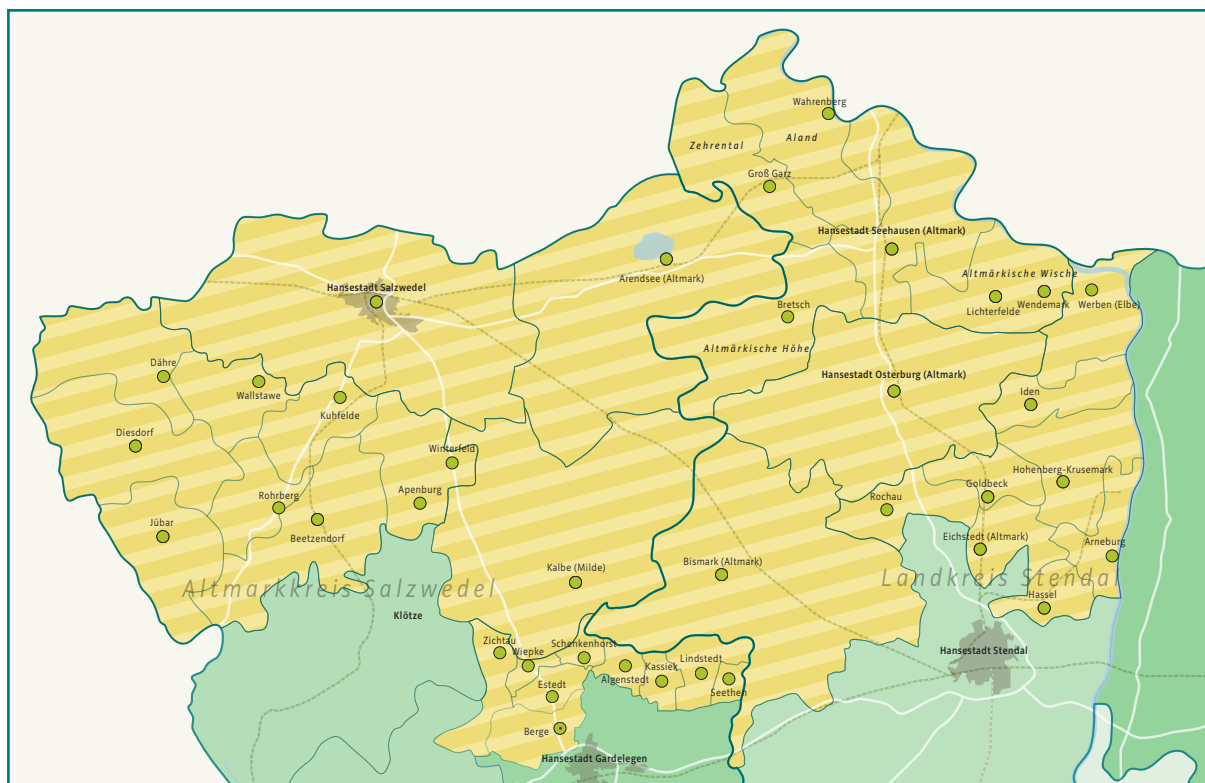 Wahrenberg
Aland
Zehrental
Groß Garz
Hansestadt Seehausen (Altmark)
Arendsee (Altmark)
Altmärkische Wische
Hansestadt Salzwedel
Wendemark
Werben (Elbe)
Lichterfelde
Bretsch
Altmärkische Höhe
Dähre
Wallstawe
Hansestadt Osterburg (Altmark)
Iden
Kuhfelde
Diesdorf
Winterfeld
Hohenberg-Krusemark
Goldbeck
Apenburg
Rohrberg
Rochau
Jübar
Beetzendorf
Eichstedt (Altmark)
Arneburg
Bismark (Altmark)
Kalbe (Milde)
Landkreis Stendal
Altmarkkreis Salzwedel
Hassel
Klötze
Zichtau
Schenkenhorst
Wiepke
Hansestadt Stendal
Lindstedt
Kassiek
Algenstedt
Estedt
Seethen
Berge
Hansestadt Gardelegen